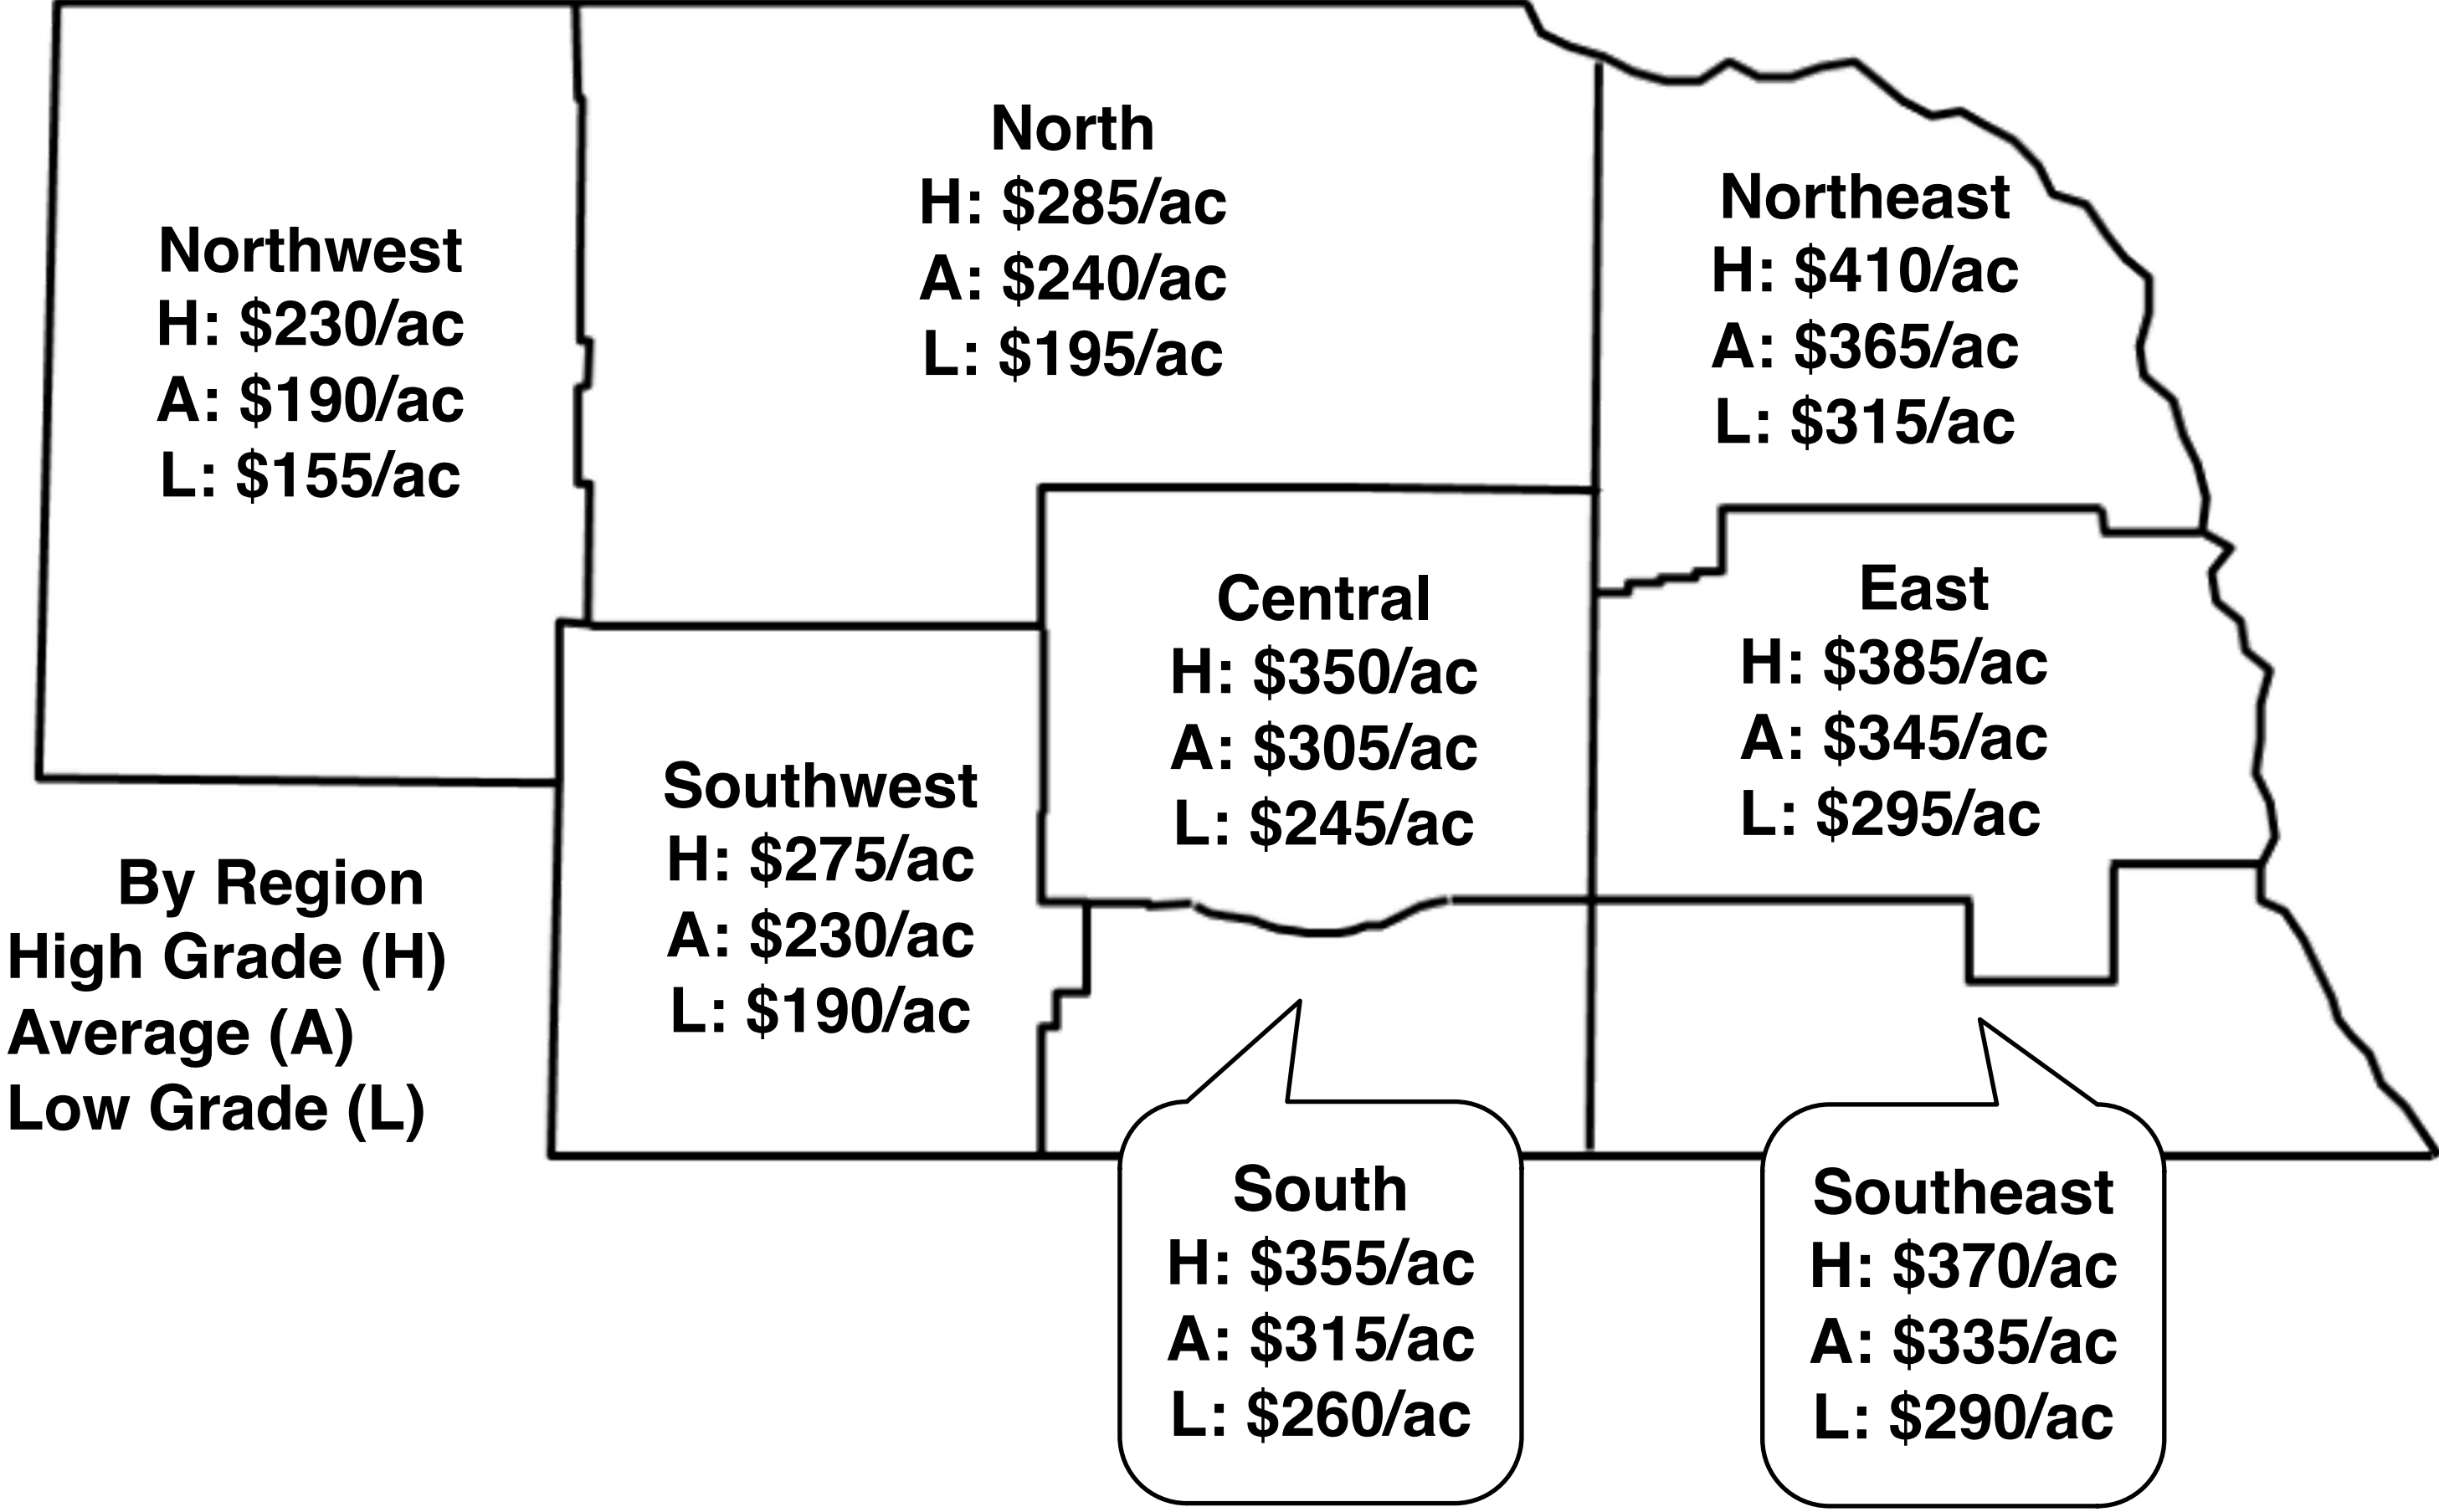 North
H: $285/ac
A: $240/ac
L: $195/ac
Northeast
H: $410/ac
A: $365/ac
L: $315/ac
Northwest
H: $230/ac
A: $190/ac
L: $155/ac
Central
H: $350/ac
A: $305/ac
L: $245/ac
East
H: $385/ac
A: $345/ac
L: $295/ac
Southwest
H: $275/ac
A: $230/ac
L: $190/ac
By Region
High Grade (H)
Average (A)
Low Grade (L)
South
H: $355/ac
A: $315/ac
L: $260/ac
Southeast
H: $370/ac
A: $335/ac
L: $290/ac